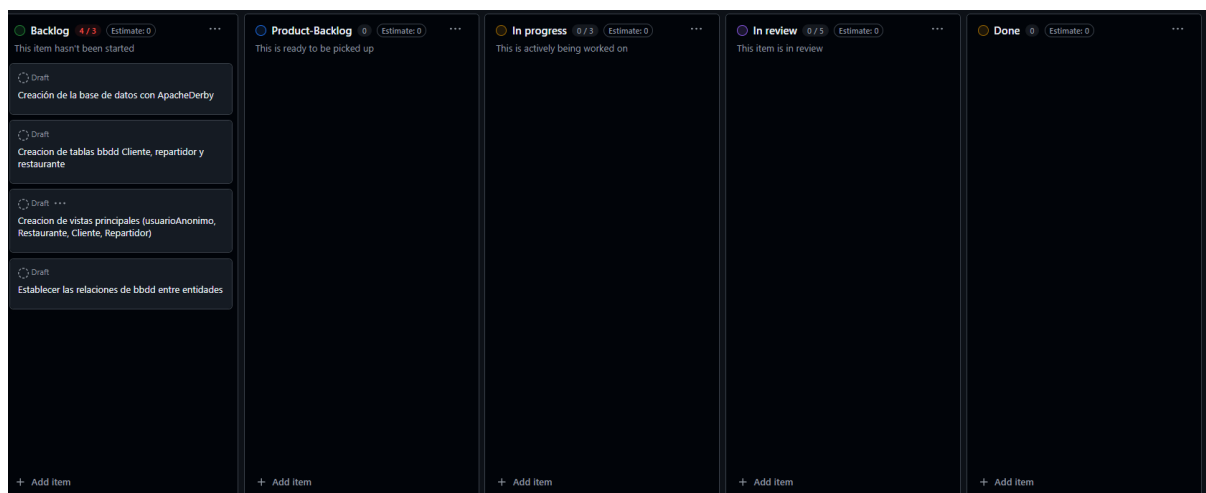 Backlog 4 / 3 Estimate: 0 ...
This item hasn't been started
Draft
Creación de la base de datos con ApacheDerby
Draft
Creacion de tablas bbdd Cliente, repartidor y
restaurante
Draft ...
Creacion de vistas principales (usuarioAnonimo,
Restaurante, Cliente, Repartidor)
Draft
Establecer las relaciones de bbdd entre entidades
+ Add item
Product-Backlog 0 Estimate: 0 ...
This is ready to be picked up
+ Add item
In progress 0 / 3 Estimate: 0 ...
This is actively being worked on
+ Add item
In review 0 / 5 Estimate: 0 ...
This item is in review
+ Add item
Done 0 Estimate: 0 ...
+ Add item